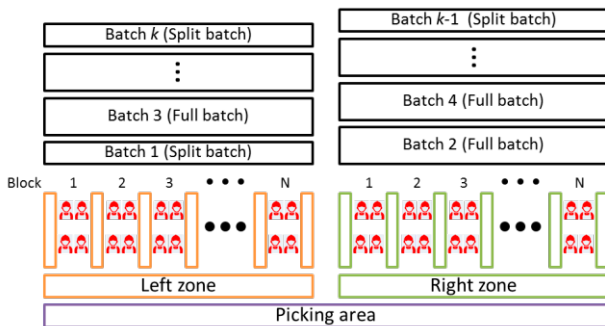 Batch k (Split batch)
Batch 3 (Full batch)
Batch 1 (Split batch)
Batch k-1 (Split batch)
Batch 4 (Full batch)
Batch 2 (Full batch)
Block 1 2 3 N 1 2 3 N
Left zone
Right zone
Picking area